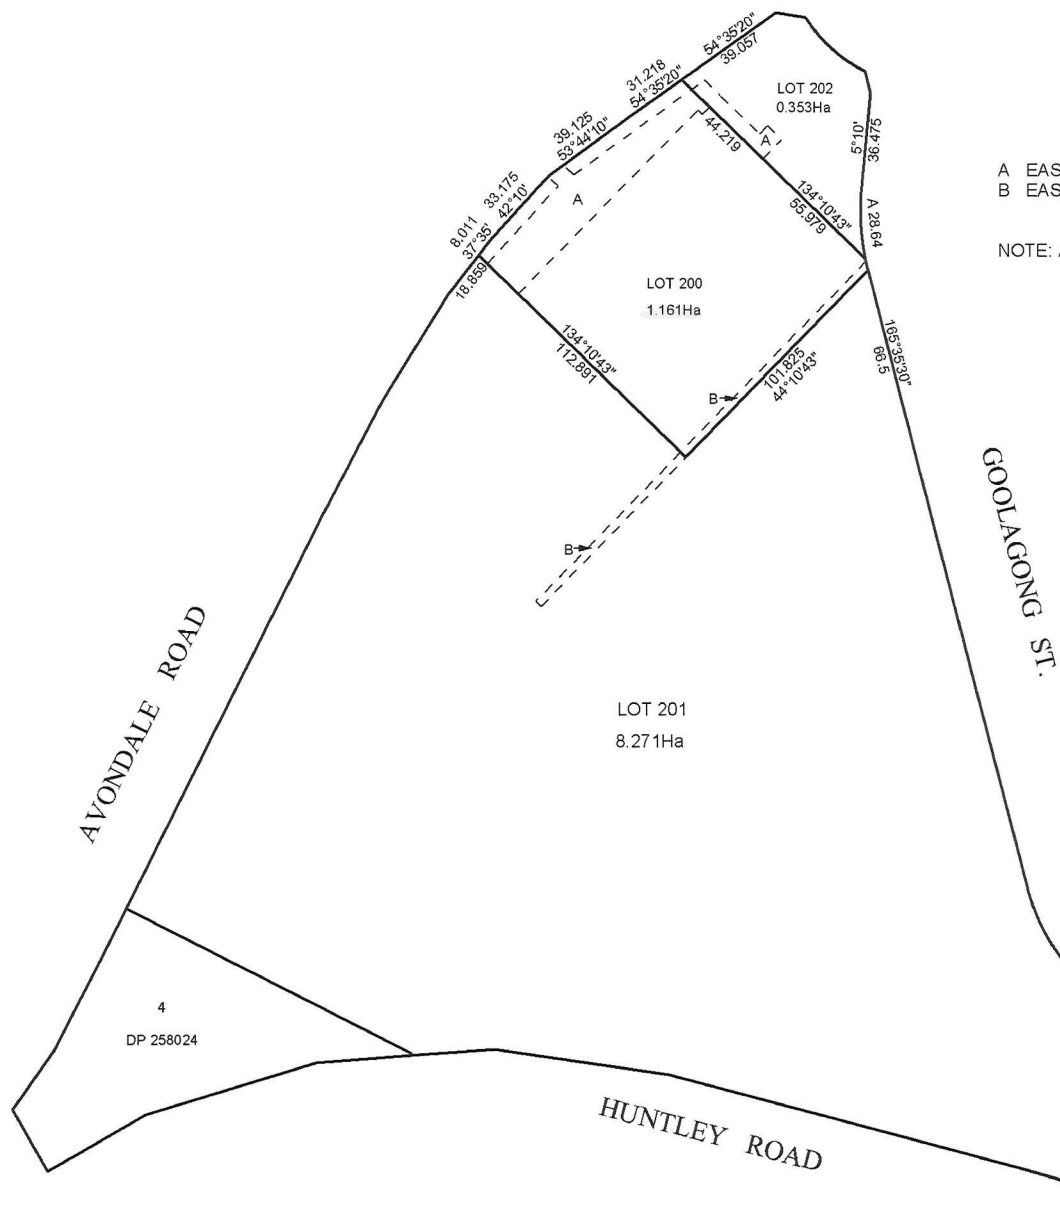 54°35'20"
39.057
31.218
54°35'20"
LOT 202
0.353Ha
39.125
53°44'10"
44.219
A
5°10'
36.475
A EAS
B EAS
33.175
42°10'
A
134°10'43"
55.979
A 28.64
8.011
37°35'
NOTE:
18.859
LOT 200
1.161Ha
134°10'43"
112.891
165°35'30"
66.5
101.825
44°10'43"
B
GOOLAGONG ST.
B
AVONDALE ROAD
LOT 201
8.271Ha
4
DP 258024
HUNTLEY ROAD